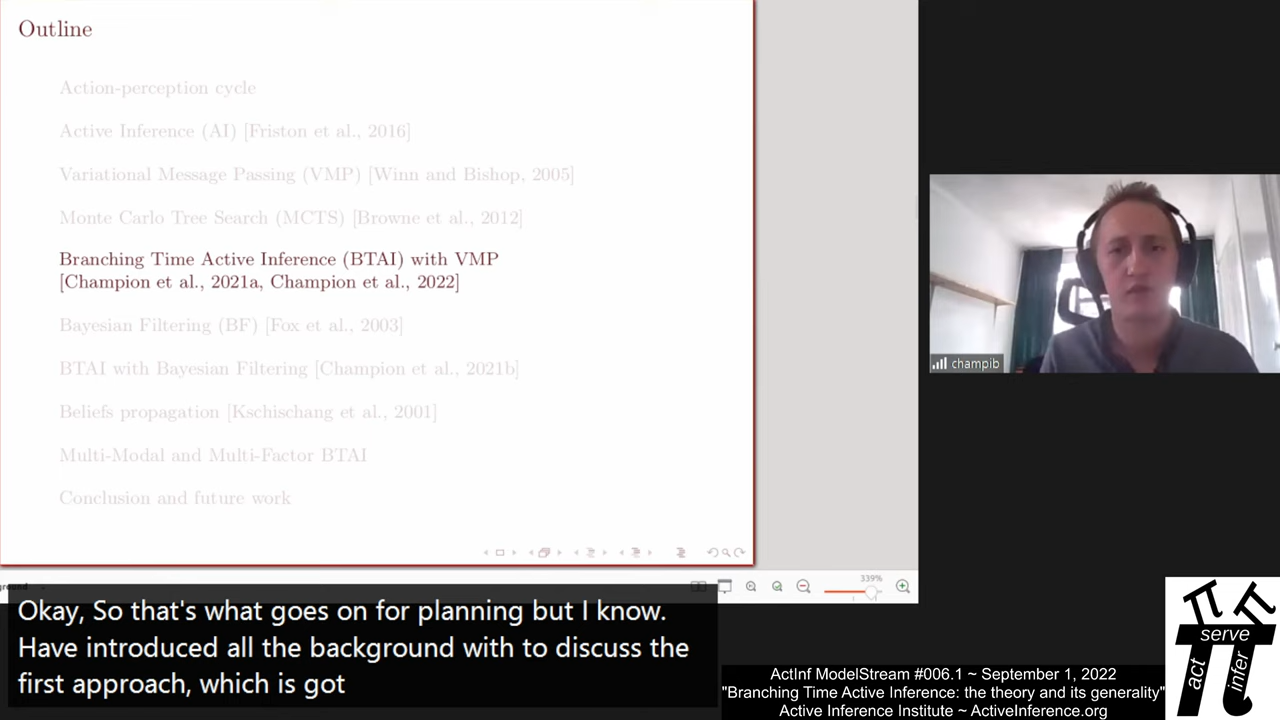 Outline
Action-perception cycle
Active Inference (AI) [Friston et al., 2016]
Variational Message Passing (VMP) [Winn and Bishop, 2005]
Monte Carlo Tree Search (MCTS) [Browne et al., 2012]
Branching Time Active Inference (BTAI) with VMP
[Champion et al., 2021a, Champion et al., 2022]
Bayesian Filtering (BF) [Fox et al., 2003]
BTAI with Bayesian Filtering [Champion et al., 2021b]
Beliefs propagation [Kschischang et al., 2001]
Multi-Modal and Multi-Factor BTAI
Conclusion and future work
champib
339%
Okay, So that's what goes on for planning but I know.
Have introduced all the background with to discuss the
first approach, which is got
ActInf ModelStream #006.1 ~ September 1, 2022
"Branching Time Active Inference: the theory and its generality"
Active Inference Institute ~ ActiveInference.org
serve
act
infer